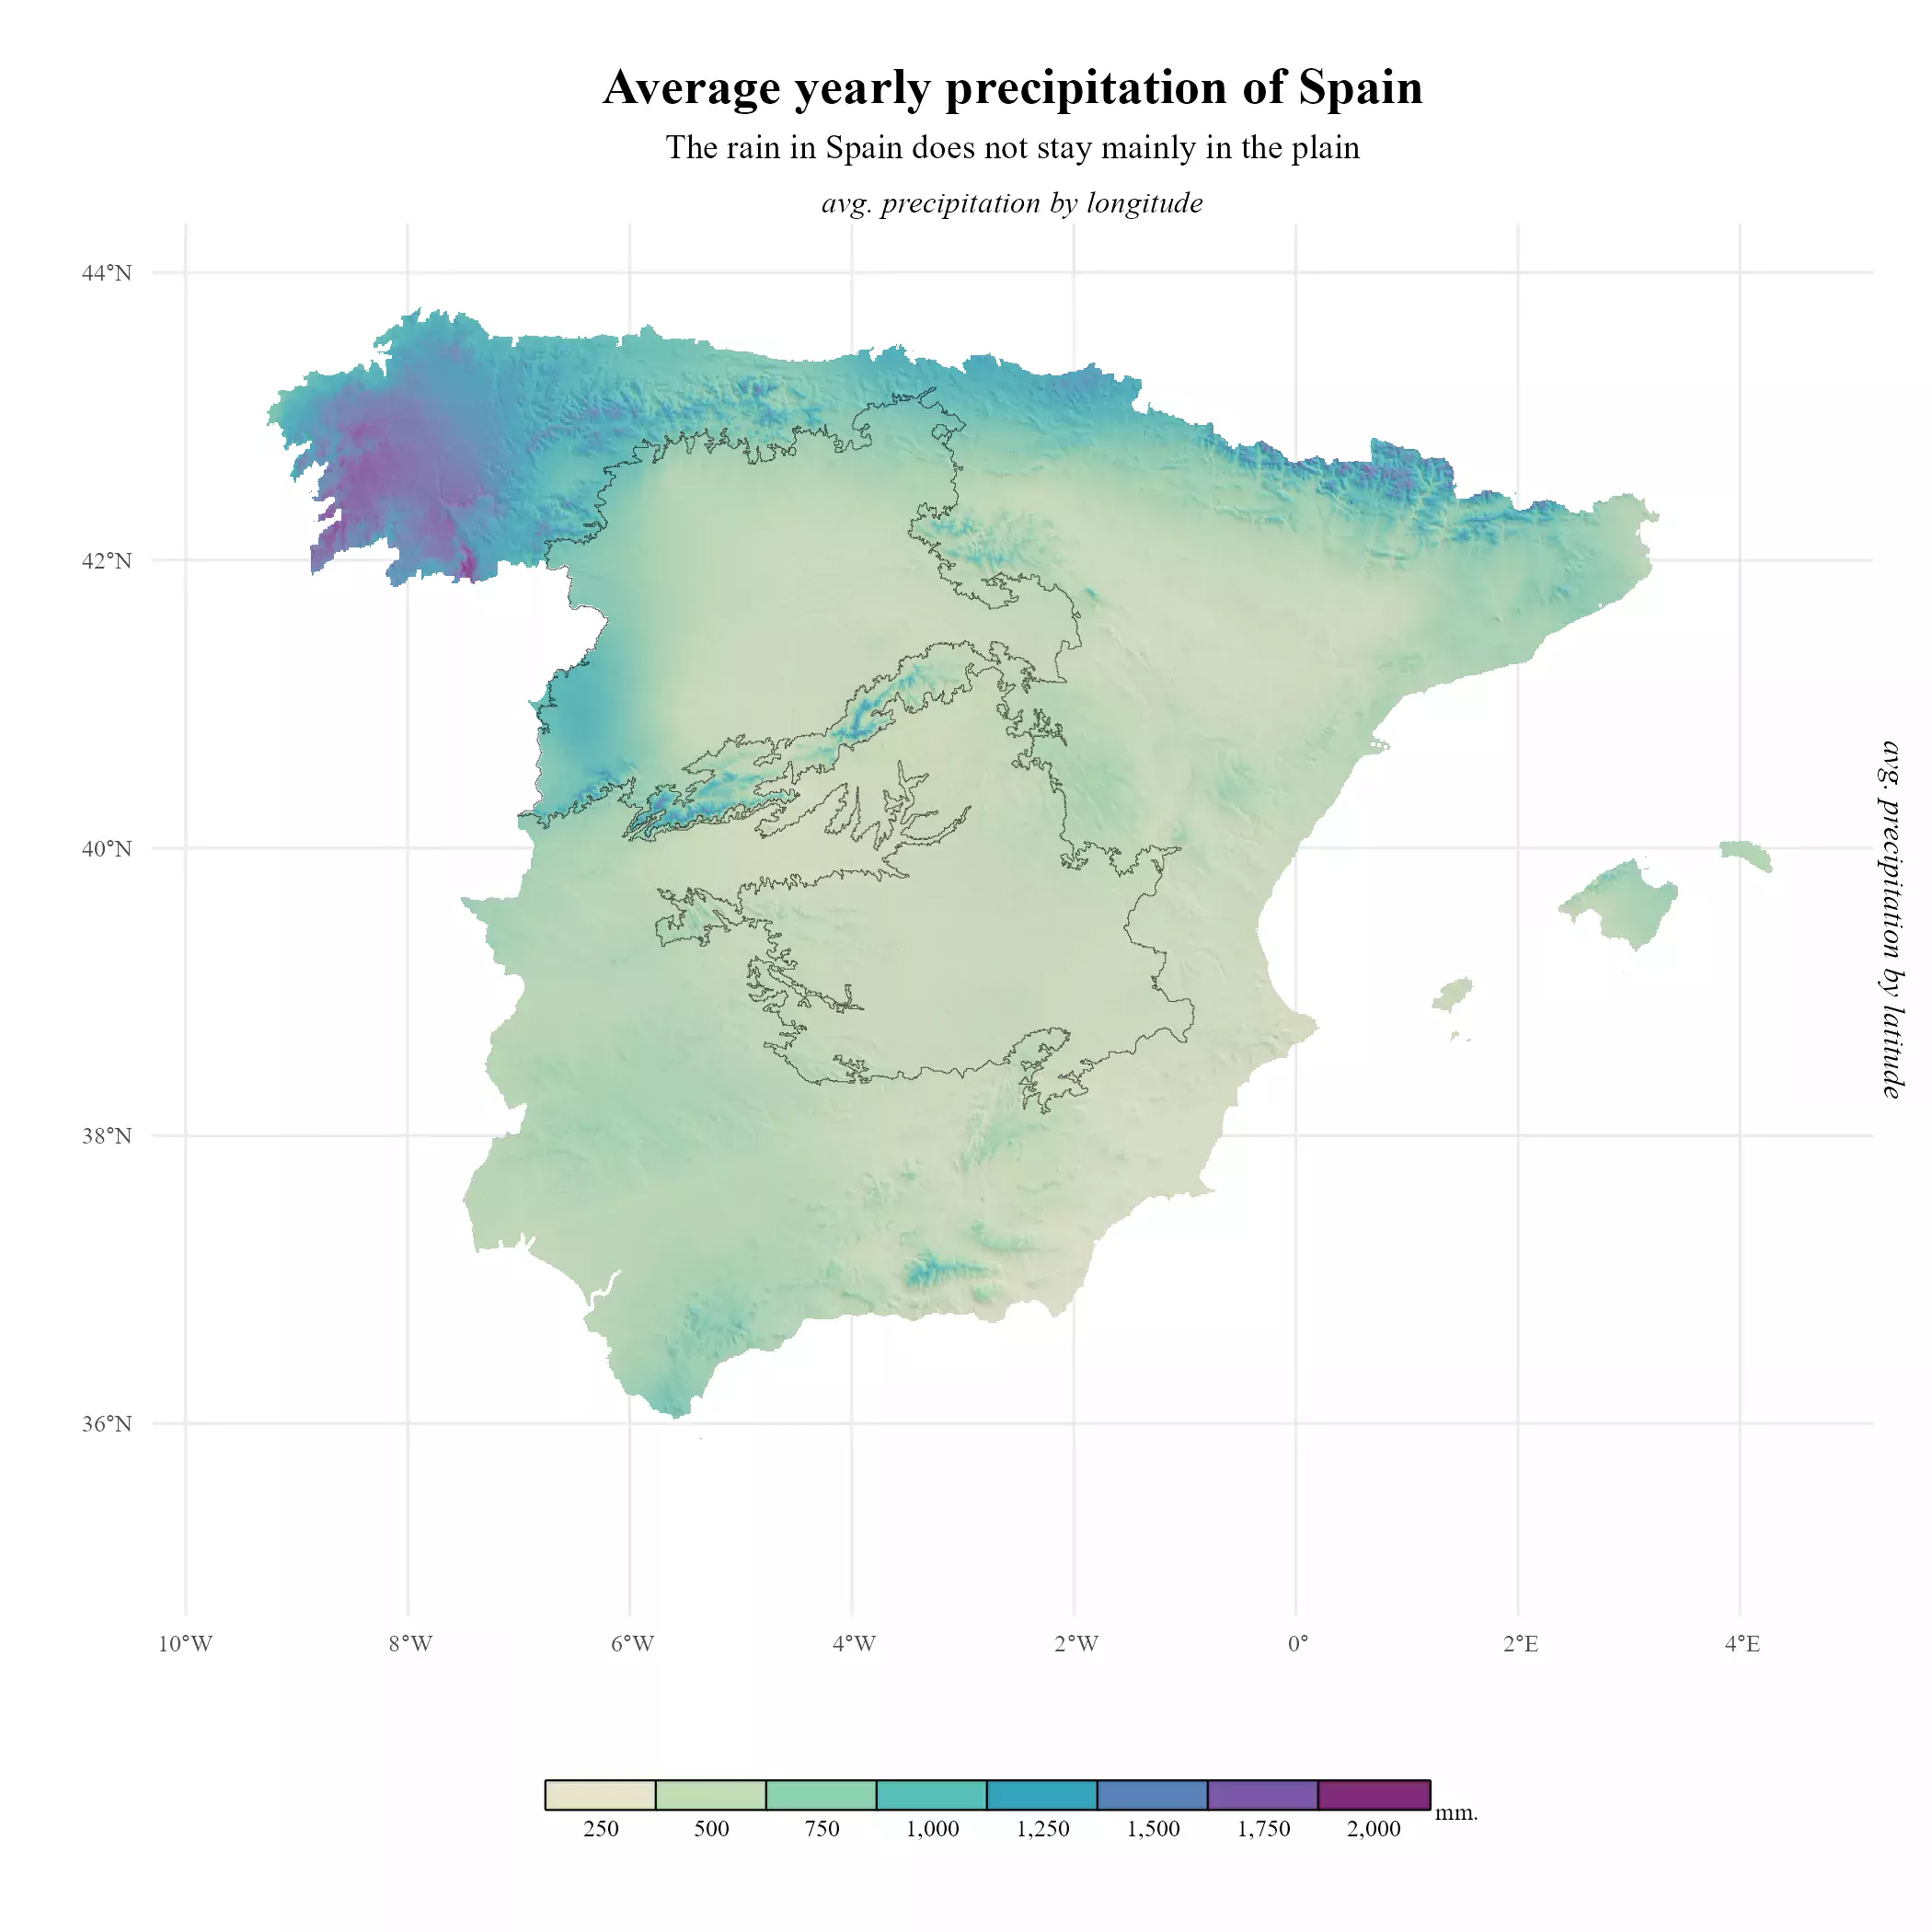 Average yearly precipitation of Spain
The rain in Spain does not stay mainly in the plain
avg. precipitation by longitude
44°N
42°N
40°N
38°N
36°N
avg. precipitation by latitude
10°W 8°W 6°W 4°W 2°W 0° 2°E 4°E
mm.
250 500 750 1,000 1,250 1,500 1,750 2,000